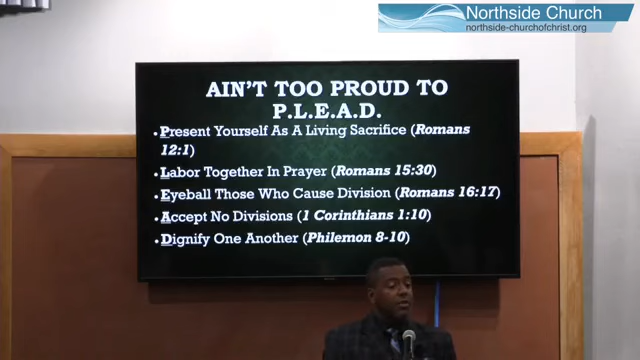 Northside Church
northside-churchofchrist.org
AIN'T TOO PROUD TO
P.L.E.A.D.
•Present Yourself As A Living Sacrifice (Romans
12:1)
•Labor Together In Prayer (Romans 15:30)
•Eyeball Those Who Cause Division (Romans 16:17)
•Accept No Divisions (1 Corinthians 1:10)
•Dignify One Another (Philemon 8-10)